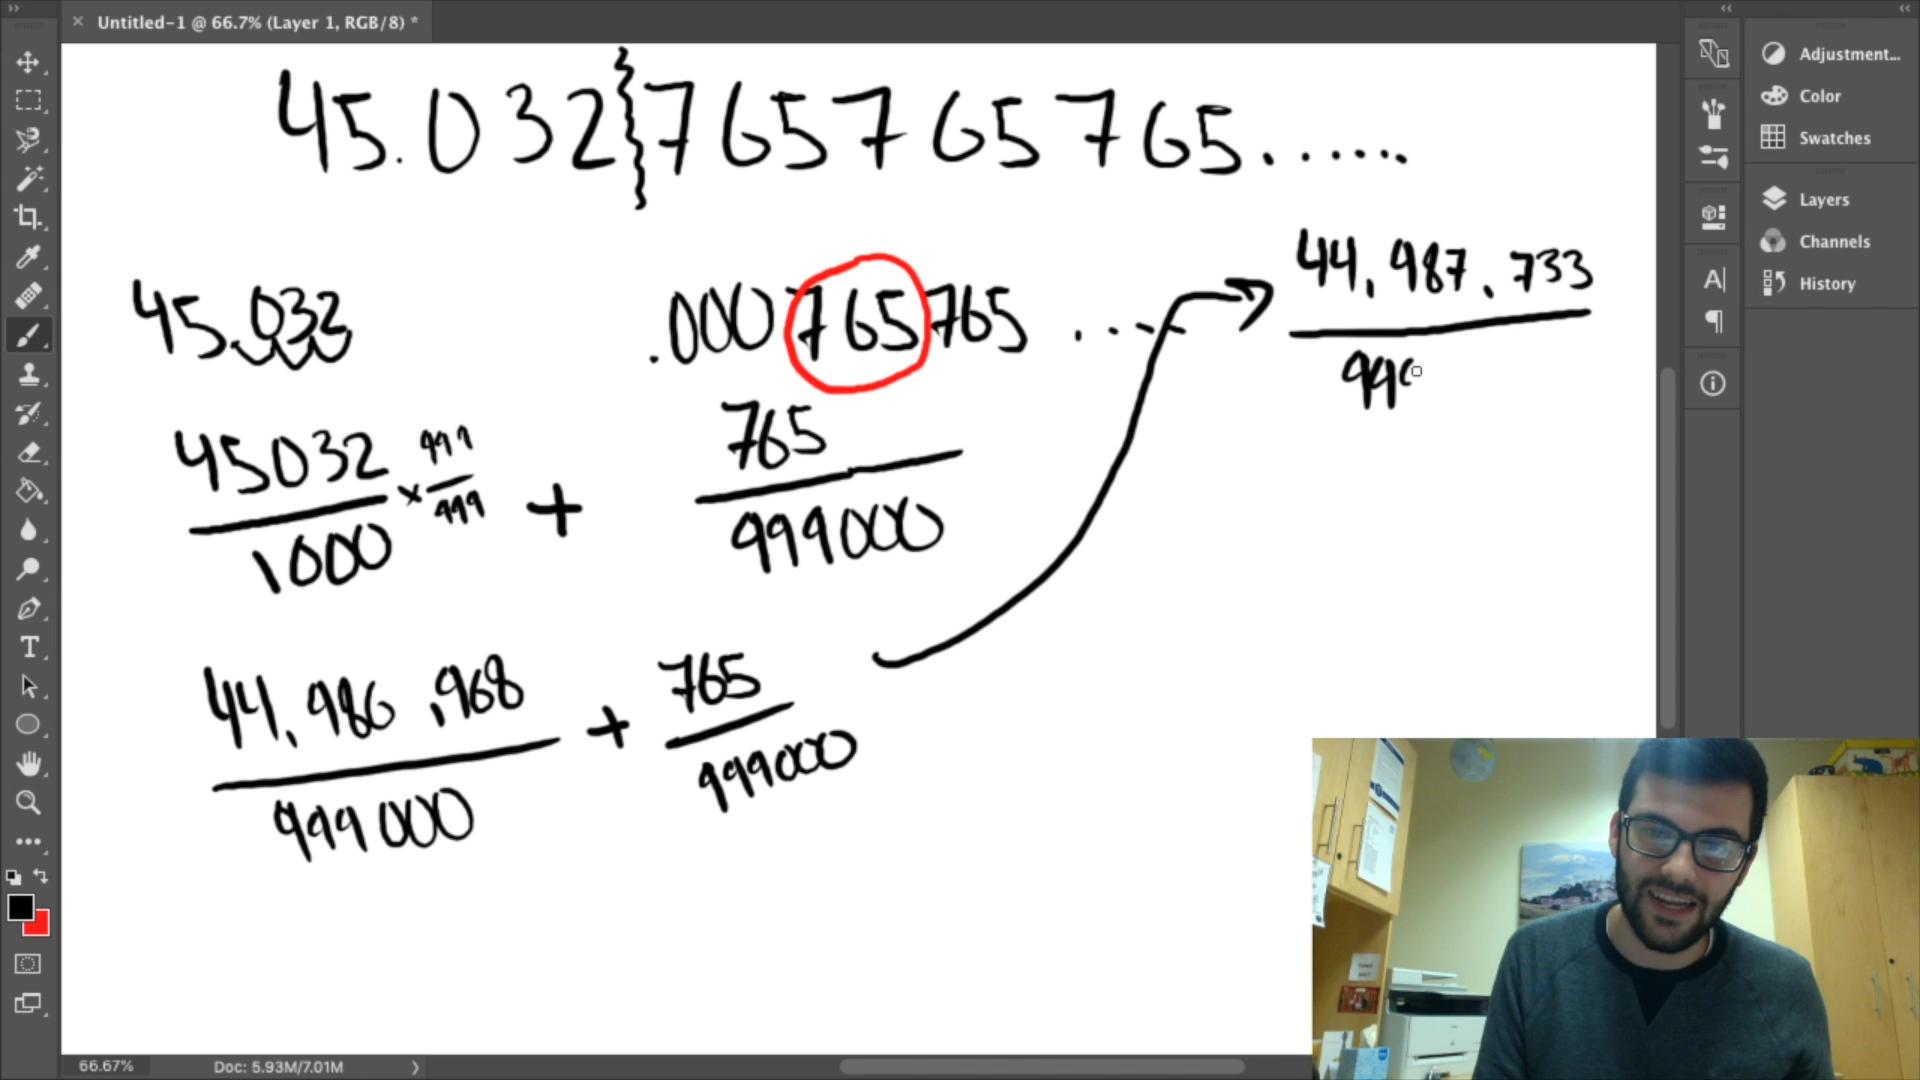 × Untitled-1 @ 66.7% (Layer 1, RGB/8) *
45.032 } 765765765......
45.032
.000765765 ....
44,987,733
999
45032
1000
× 999
999
+
765
999000
44,986,968
999000
+
765
999000
Adjustment...
Color
Swatches
Layers
Channels
History
66.67%
Doc: 5.93M/7.01M